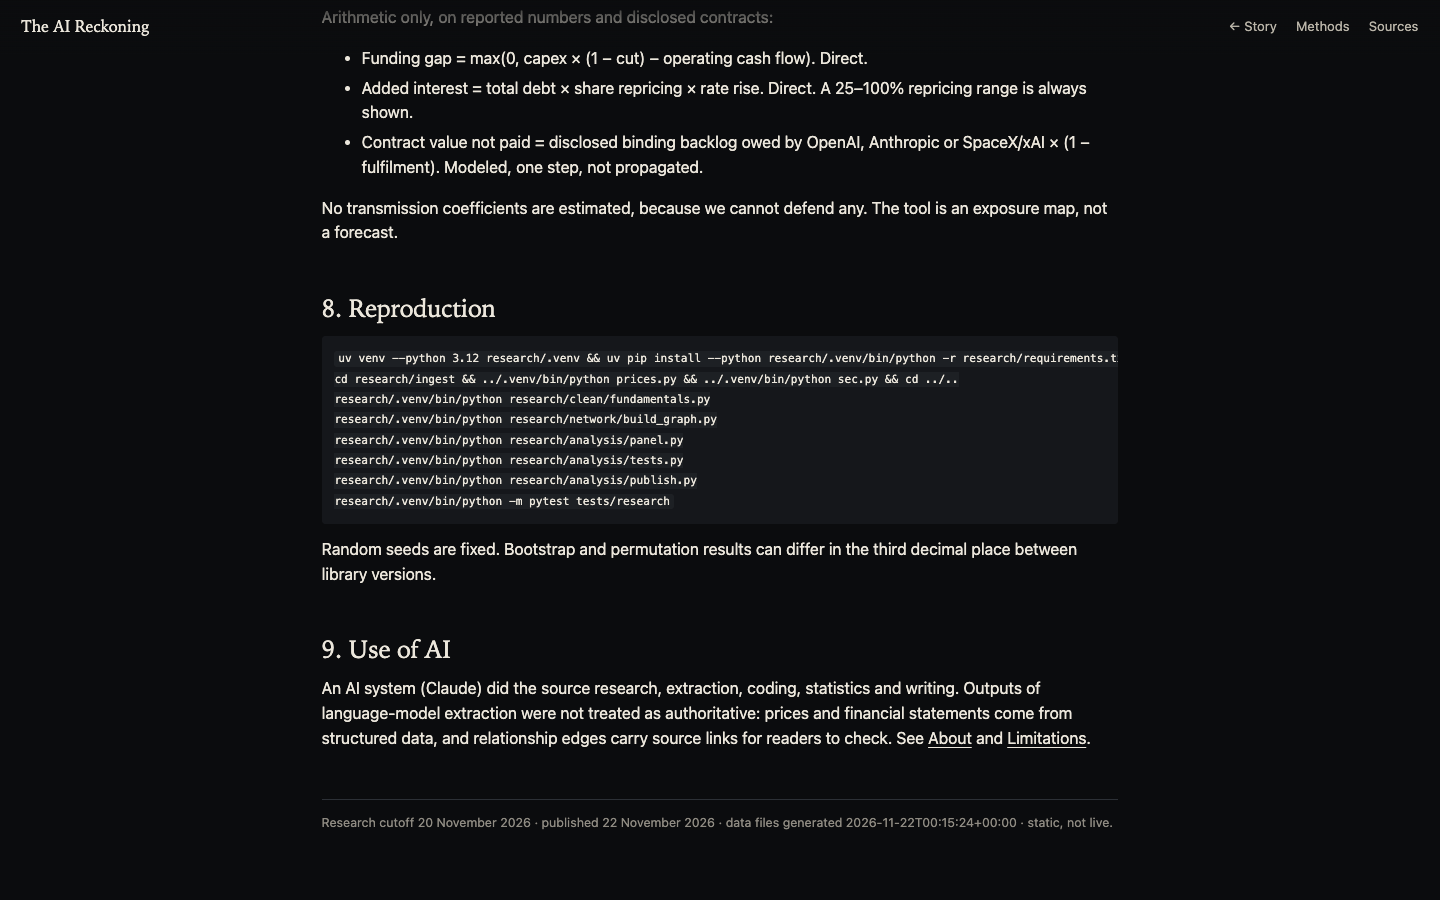 The AI Reckoning
← Story Methods Sources
Arithmetic only, on reported numbers and disclosed contracts:
• Funding gap = max(0, capex × (1 – cut) – operating cash flow). Direct.
• Added interest = total debt × share repricing × rate rise. Direct. A 25–100% repricing range is always
shown.
• Contract value not paid = disclosed binding backlog owed by OpenAI, Anthropic or SpaceX/xAI × (1 –
fulfilment). Modeled, one step, not propagated.
No transmission coefficients are estimated, because we cannot defend any. The tool is an exposure map, not
a forecast.
8. Reproduction
uv venv --python 3.12 research/.venv && uv pip install --python research/.venv/bin/python -r research/requirements.t
cd research/ingest && ../.venv/bin/python prices.py && ../.venv/bin/python sec.py && cd ../..
research/.venv/bin/python research/clean/fundamentals.py
research/.venv/bin/python research/network/build_graph.py
research/.venv/bin/python research/analysis/panel.py
research/.venv/bin/python research/analysis/tests.py
research/.venv/bin/python research/analysis/publish.py
research/.venv/bin/python -m pytest tests/research
Random seeds are fixed. Bootstrap and permutation results can differ in the third decimal place between
library versions.
9. Use of AI
An AI system (Claude) did the source research, extraction, coding, statistics and writing. Outputs of
language-model extraction were not treated as authoritative: prices and financial statements come from
structured data, and relationship edges carry source links for readers to check. See About and Limitations.
Research cutoff 20 November 2026 · published 22 November 2026 · data files generated 2026-11-22T00:15:24+00:00 · static, not live.